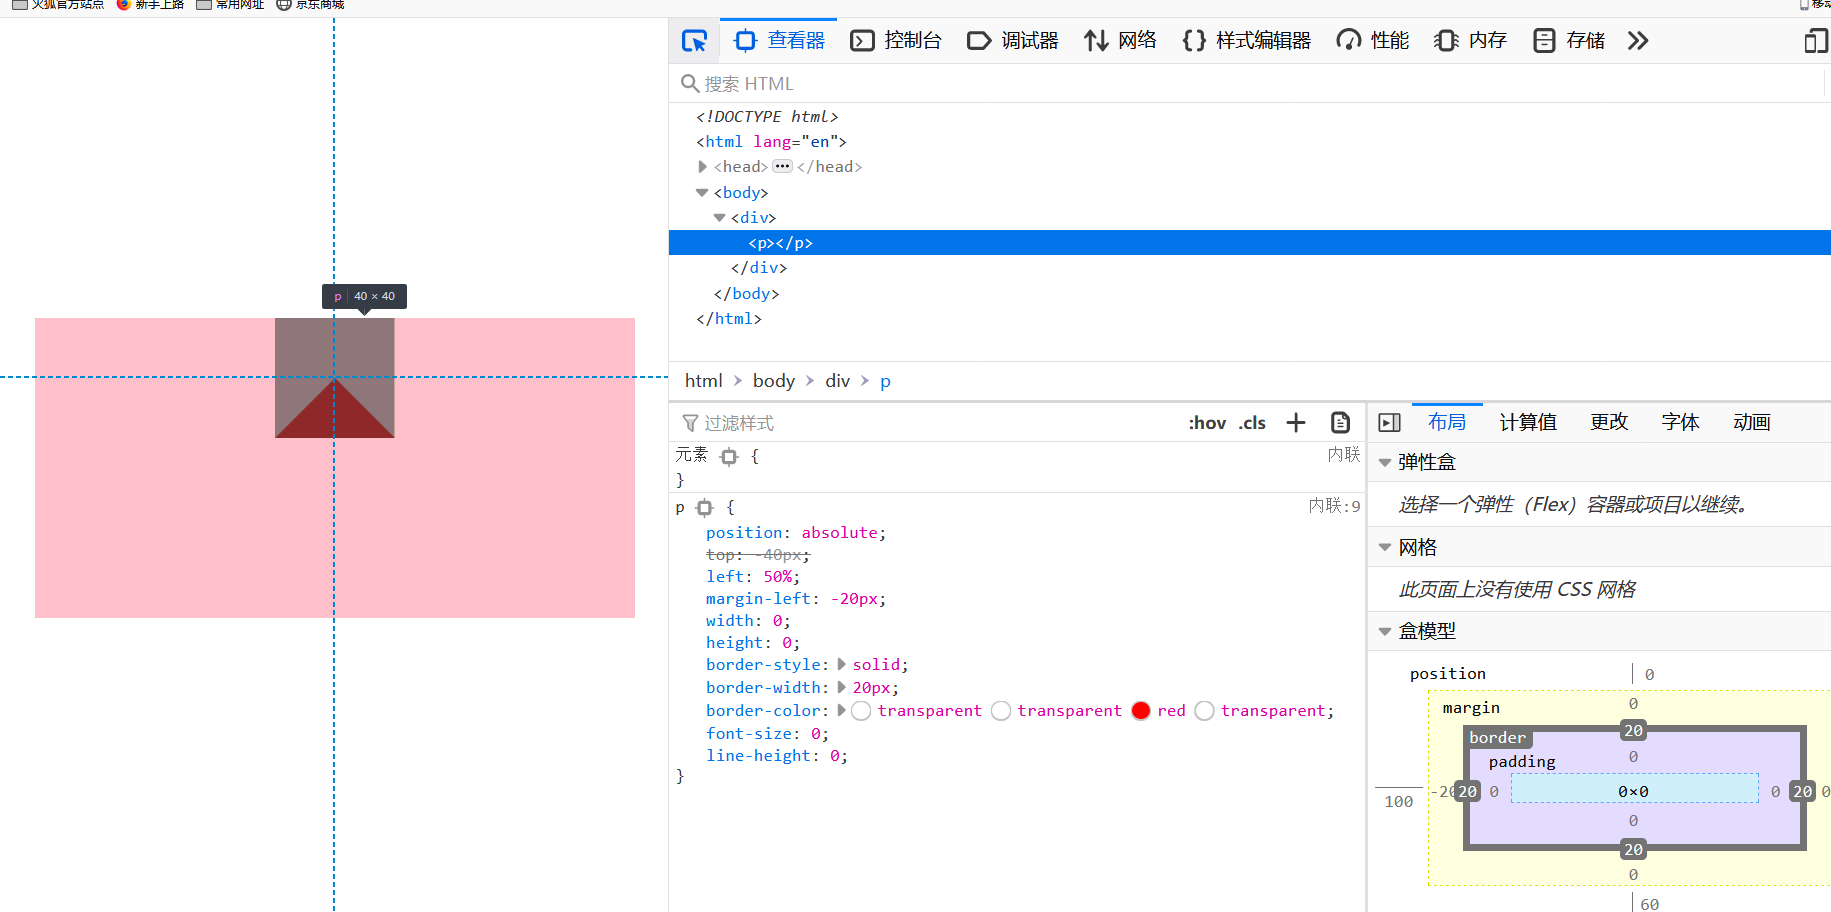 火狐官方站点 新手上路 常用网址 京东商城
查看器 控制台 调试器 网络 样式编辑器 性能 内存 存储
搜索 HTML
<!DOCTYPE html>
<html lang="en">
<head> ••• </head>
<body>
<div>
<p></p>
</div>
</body>
</html>
p 40 × 40
html > body > div > p
过滤样式 :hov .cls +
元素 { 内联
}
p { 内联:9
position: absolute;
top: -40px;
left: 50%;
margin-left: -20px;
width: 0;
height: 0;
border-style: solid;
border-width: 20px;
border-color: transparent transparent red transparent;
font-size: 0;
line-height: 0;
}
布局 计算值 更改 字体 动画
弹性盒
选择一个弹性（Flex）容器或项目以继续。
网格
此页面上没有使用 CSS 网格
盒模型
position 0
margin 0
border 20
padding 0
100 -20 20 0 0×0 0 20 0
0
20
0
60